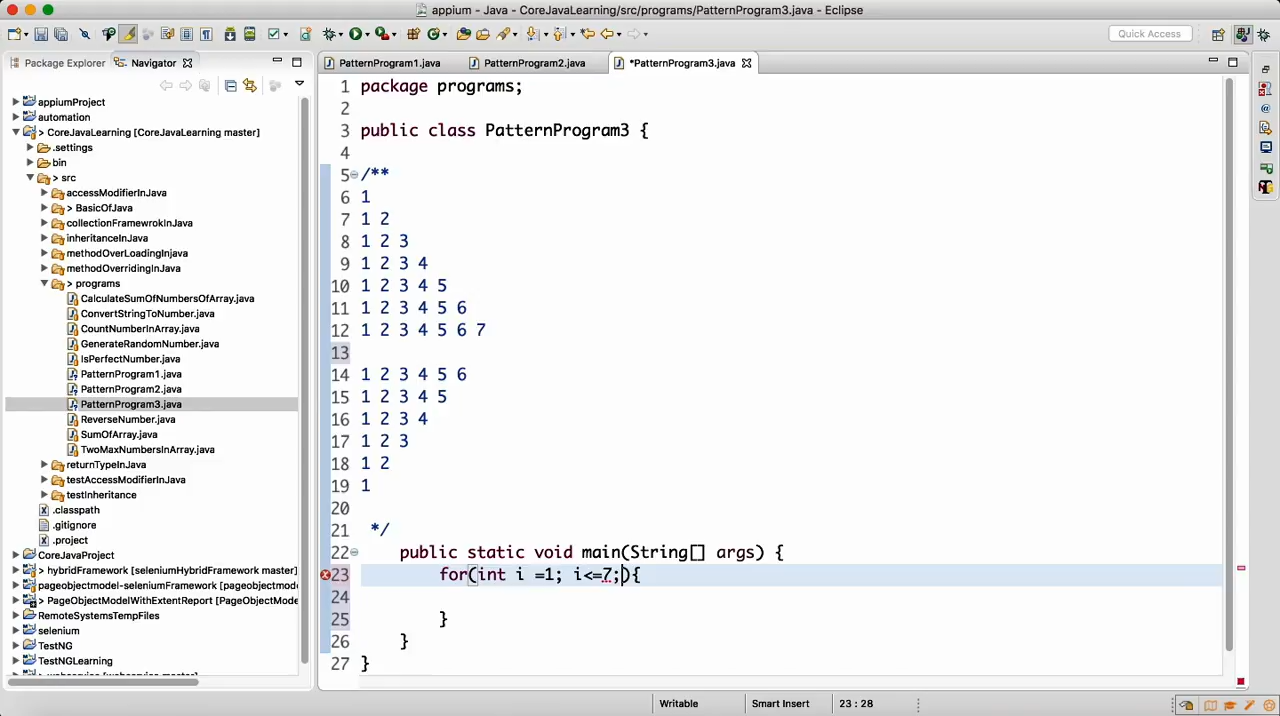 appium - Java - CoreJavaLearning/src/programs/PatternProgram3.java - Eclipse
Quick Access
Package Explorer
Navigator
PatternProgram1.java
PatternProgram2.java
*PatternProgram3.java
appiumProject
automation
> CoreJavaLearning [CoreJavaLearning master]
.settings
bin
> src
accessModifierInJava
> BasicOfJava
collectionFramewrokInJava
inheritanceInJava
methodOverLoadingInjava
methodOverridingInJava
> programs
CalculateSumOfNumbersOfArray.java
ConvertStringToNumber.java
CountNumberInArray.java
GenerateRandomNumber.java
IsPerfectNumber.java
PatternProgram1.java
PatternProgram2.java
PatternProgram3.java
ReverseNumber.java
SumOfArray.java
TwoMaxNumbersInArray.java
returnTypeInJava
testAccessModifierInJava
testInheritance
.classpath
.gitignore
.project
CoreJavaProject
> hybridFramework [seleniumHybridFramework master]
pageobjectmodel-seleniumFramework [pageobjectmodel
> PageObjectModelWithExtentReport [PageObjectMode
RemoteSystemsTempFiles
selenium
TestNG
TestNGLearning
1 package programs;
2
3 public class PatternProgram3 {
4
5 /**
6 1
7 1 2
8 1 2 3
9 1 2 3 4
10 1 2 3 4 5
11 1 2 3 4 5 6
12 1 2 3 4 5 6 7
13
14 1 2 3 4 5 6
15 1 2 3 4 5
16 1 2 3 4
17 1 2 3
18 1 2
19 1
20
21 */
22 public static void main(String[] args) {
23 for(int i =1; i<=7;){
24
25 }
26 }
27 }
Writable
Smart Insert
23 : 28